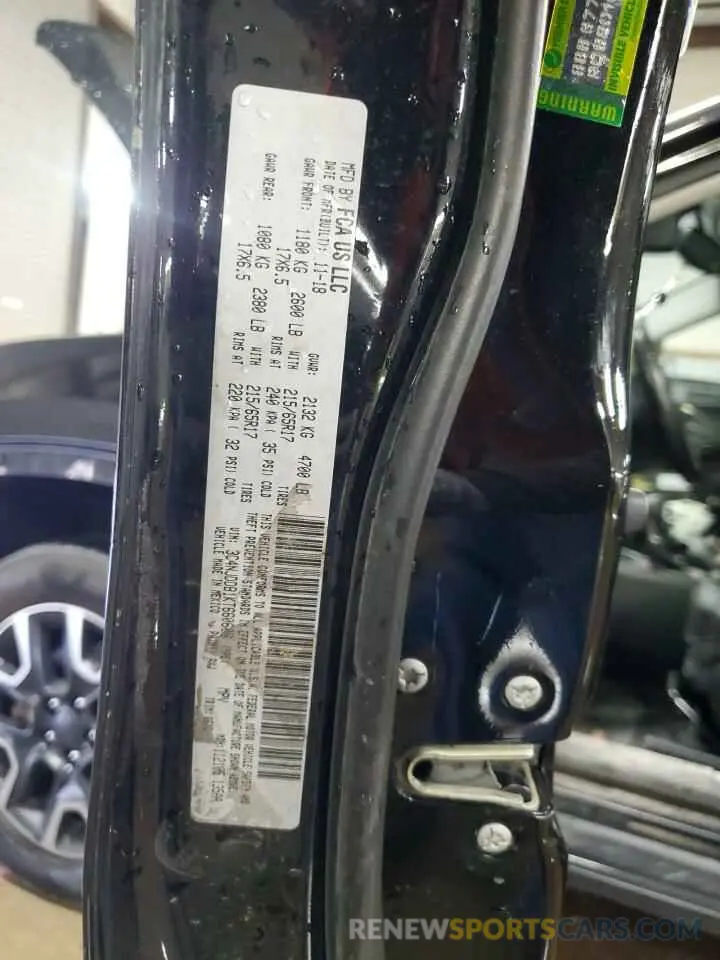 MFD BY FCA US LLC
DATE OF MFR(BUILT): 11-18 GVWR: 2132 KG 4700 LB
GAWR FRONT: 1180 KG 2600 LB WITH 215/65R17 TIRES
17X6.5 RIMS AT 240 KPA( 35 PSI) COLD
GAWR REAR: 1080 KG 2380 LB WITH 215/65R17 TIRES
17X6.5 RIMS AT 220 KPA( 32 PSI) COLD
THIS VEHICLE CONFORMS TO ALL APPLICABLE U.S.A. FEDERAL MOTOR VEHICLE SAFETY AND
THEFT PREVENTION STANDARDS IN EFFECT ON THE DATE OF MANUFACTURE SHOWN ABOVE.
VIN: MPV
VEHICLE MADE IN MEXICO
WARNING
INVISIBLE
RENEWSPORTSCARS.COM